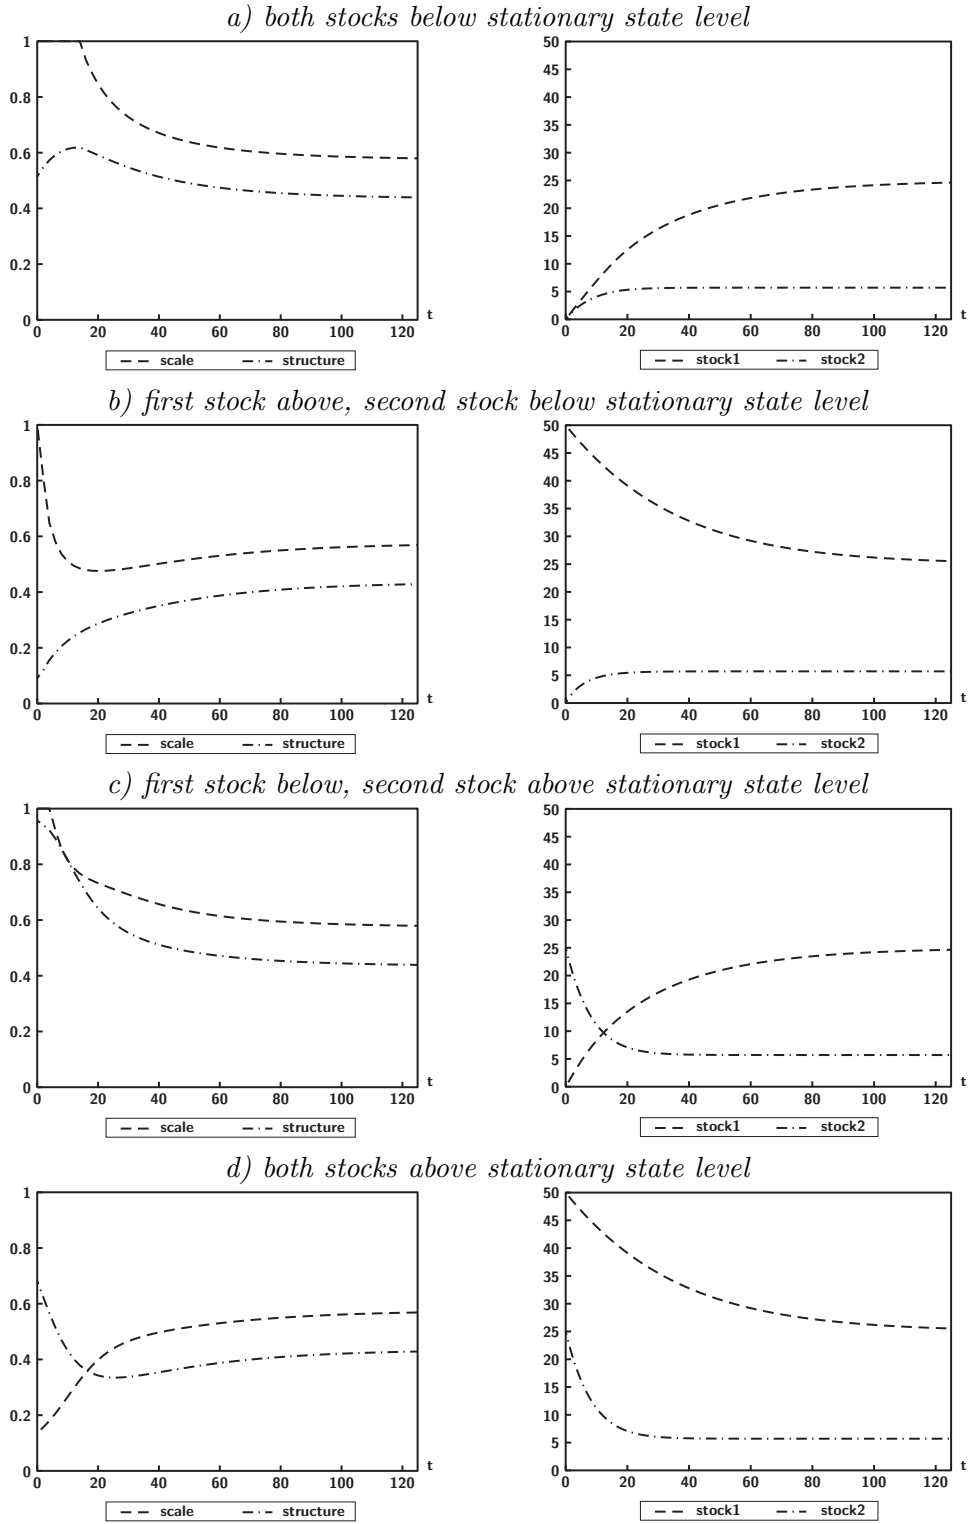 a) both stocks below stationary state level
1
0.8
0.6
0.4
0.2
0
0 20 40 60 80 100 120
t
scale structure
50
45
40
35
30
25
20
15
10
5
0
0 20 40 60 80 100 120
t
stock1 stock2
b) first stock above, second stock below stationary state level
1
0.8
0.6
0.4
0.2
0
0 20 40 60 80 100 120
t
scale structure
50
45
40
35
30
25
20
15
10
5
0
0 20 40 60 80 100 120
t
stock1 stock2
c) first stock below, second stock above stationary state level
1
0.8
0.6
0.4
0.2
0
0 20 40 60 80 100 120
t
scale structure
50
45
40
35
30
25
20
15
10
5
0
0 20 40 60 80 100 120
t
stock1 stock2
d) both stocks above stationary state level
1
0.8
0.6
0.4
0.2
0
0 20 40 60 80 100 120
t
scale structure
50
45
40
35
30
25
20
15
10
5
0
0 20 40 60 80 100 120
t
stock1 stock2